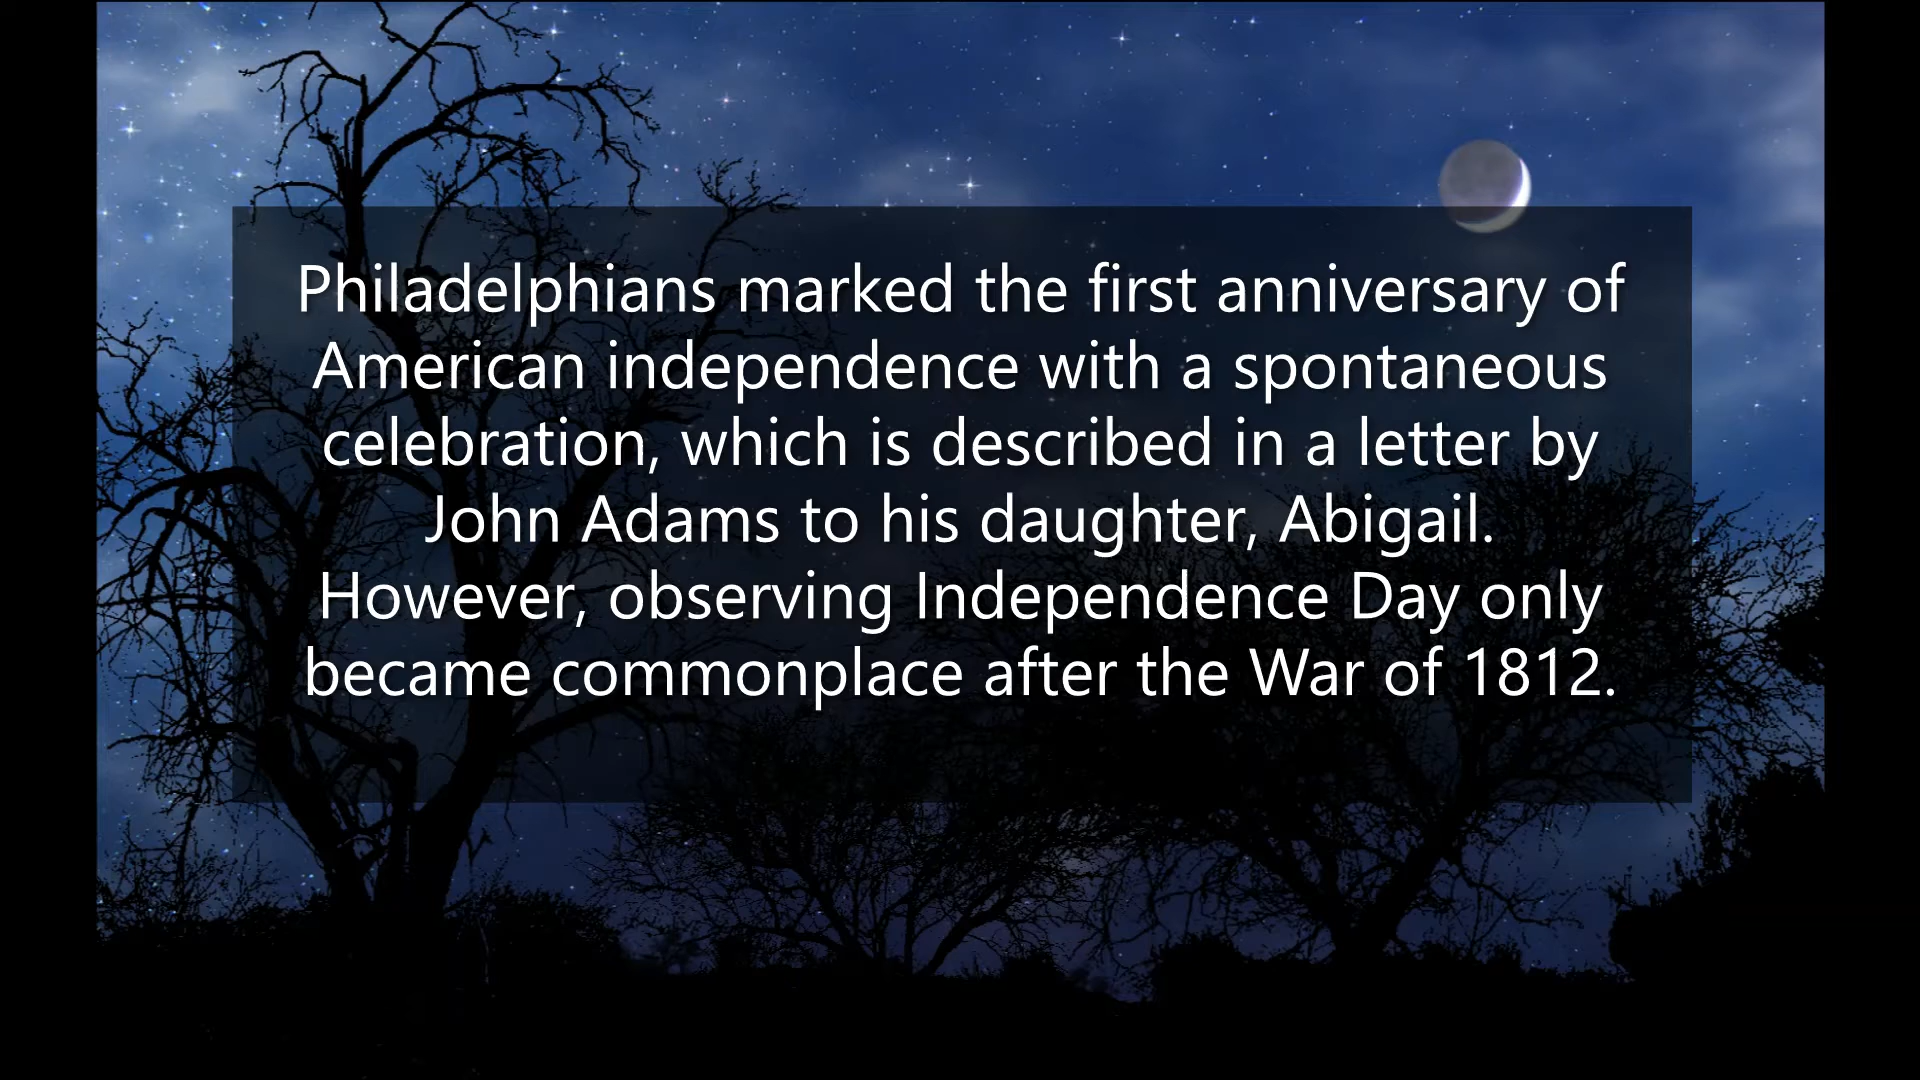 Philadelphians marked the first anniversary of
American independence with a spontaneous
celebration, which is described in a letter by
John Adams to his daughter, Abigail.
However, observing Independence Day only
became commonplace after the War of 1812.